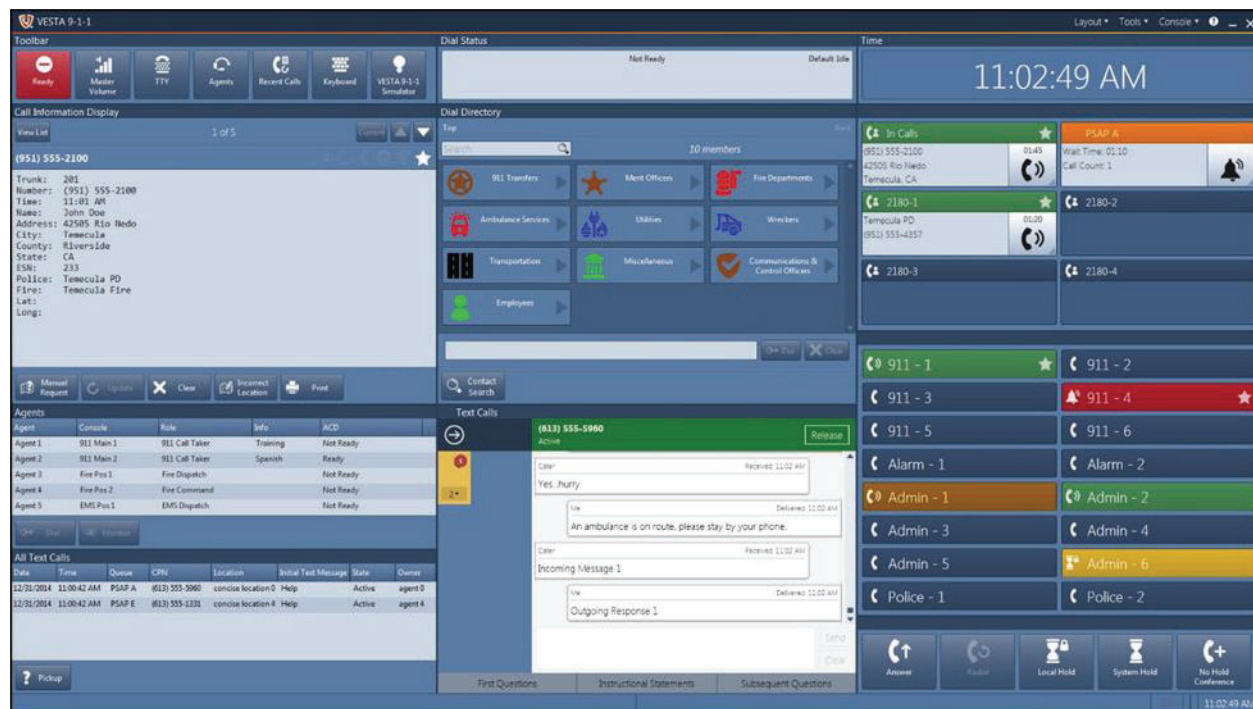 VESTA 9-1-1
Layout Tools Console
Toolbar
Ready
Master Volume
TTY
Agents
Recent Calls
Keyboard
VESTA 9-1-1 Simulator
Dial Status
Not Ready Default Idle
Time
11:02:49 AM
Call Information Display
View List 1 of 5 Current
(951) 555-2100
Trunk: 201
Number: (951) 555-2100
Time: 11:01 AM
Name: John Doe
Address: 42505 Rio Nedo
City: Temecula
County: Riverside
State: CA
ESN: 233
Police: Temecula PD
Fire: Temecula Fire
Lat:
Long:
Manual Request Update Clear Incorrect Location Print
Dial Directory
Top Back
Search 10 members
911 Transfers Merit Officers Fire Departments
Ambulance Services Utilities Wreckers
Transportation Miscellaneous Communications & Control Officers
Employees
Dial Clear
Contact Search
In Calls
(951) 555-2100 01:45
42505 Rio Nedo
Temecula, CA
PSAP A
Wait Time: 01:10
Call Count: 1
2180-1
Temecula PD 01:20
(951) 555-4357
2180-2
2180-3 2180-4
Agents
Agent Console Role Info ACD
Agent 1 911 Main 1 911 Call Taker Training Not Ready
Agent 2 911 Main 2 911 Call Taker Spanish Ready
Agent 3 Fire Pos 1 Fire Dispatch Not Ready
Agent 4 Fire Pos 2 Fire Command Not Ready
Agent 5 EMS Pos 1 EMS Dispatch Not Ready
Dial Monitor
All Text Calls
Date Time Queue CPN Location Initial Text Message State Owner
12/31/2014 11:00:42 AM PSAP A (613) 555-5960 concise location 0 Help Active agent 0
12/31/2014 11:00:42 AM PSAP E (613) 555-1331 concise location 4 Help Active agent 4
? Pickup
Text Calls
(613) 555-5960
Active
Release
2
Caller Received: 11:02 AM
Yes..hurry
Me Delivered: 11:02 AM
An ambulance is on route, please stay by your phone.
Caller Received: 11:02 AM
Incoming Message 1
Me Delivered: 11:02 AM
Outgoing Response 1
Send
Clear
First Questions Instructional Statements Subsequent Questions
911 - 1 911 - 2
911 - 3 911 - 4
911 - 5 911 - 6
Alarm - 1 Alarm - 2
Admin - 1 Admin - 2
Admin - 3 Admin - 4
Admin - 5 Admin - 6
Police - 1 Police - 2
Answer
Local Hold
System Hold
No Hold Conference
11:02:49 AM